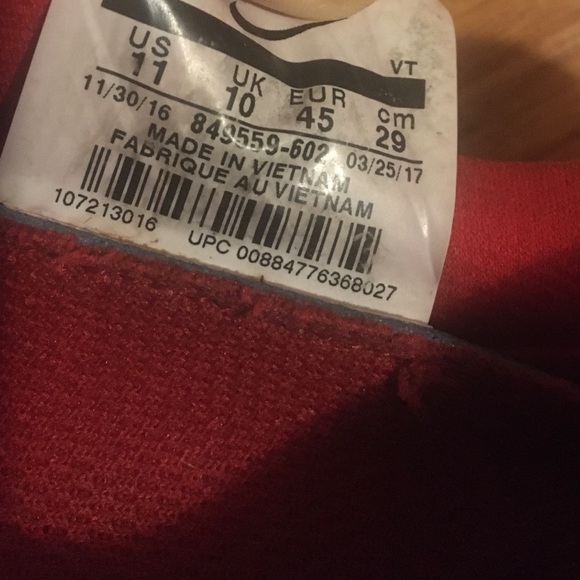 VT
US UK EUR cm
11 10 45 29
11/30/16 849559-602 03/25/17
MADE IN VIETNAM
FABRIQUE AU VIETNAM
107213016 UPC 00884776368027